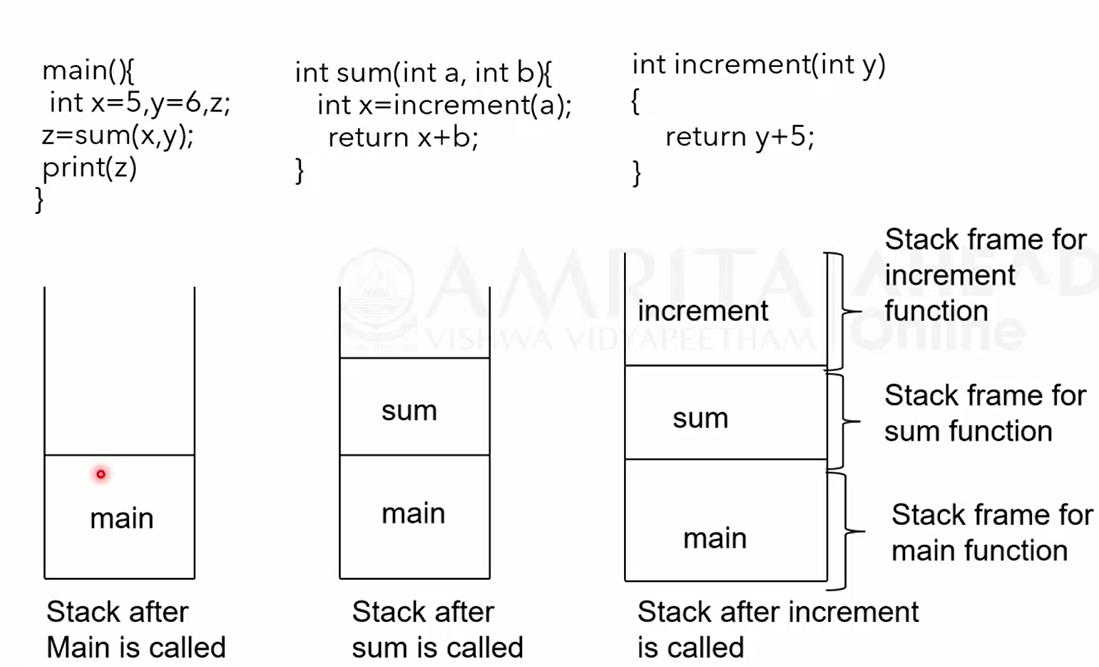 main(){
int x=5,y=6,z;
z=sum(x,y);
print(z)
}
int sum(int a, int b){
int x=increment(a);
return x+b;
}
int increment(int y)
{
return y+5;
}
AMRITA AHEAD
VISHWA VIDYAPEETHAM Online
main
Stack after
Main is called
sum
main
Stack after
sum is called
increment
sum
main
Stack after increment
is called
Stack frame for
increment
function
Stack frame for
sum function
Stack frame for
main function